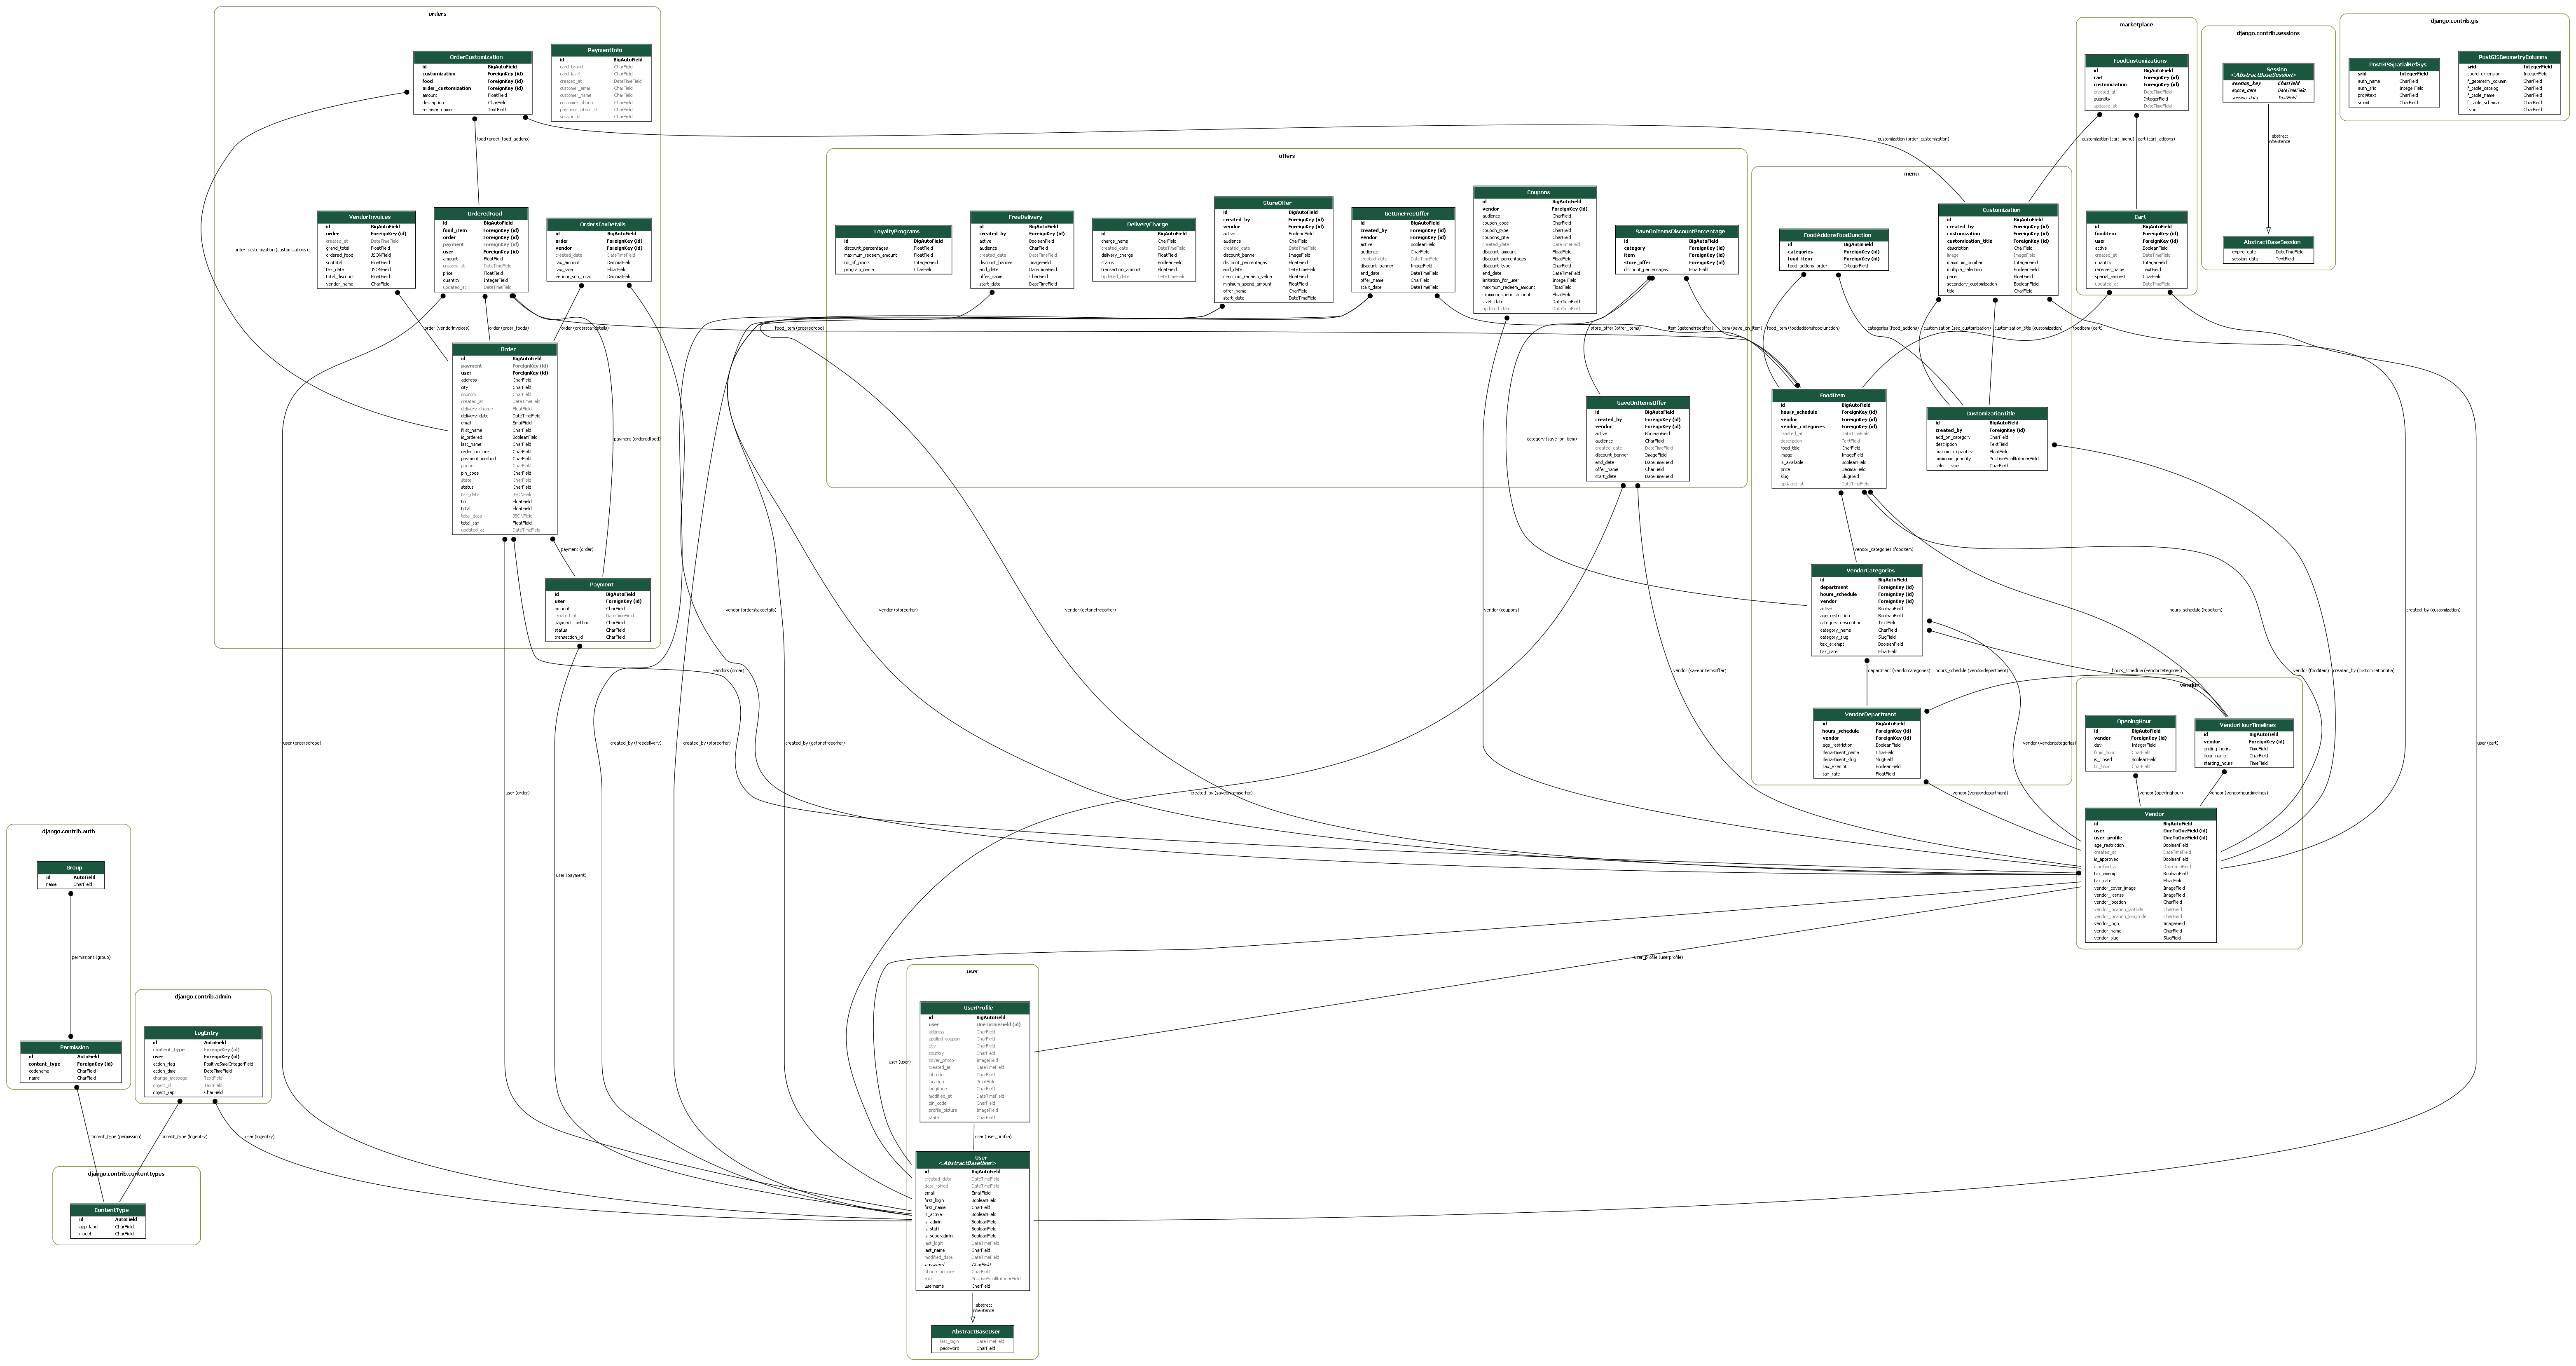 orders
OrderCustomization
id BigAutoField
customization ForeignKey (id)
food ForeignKey (id)
order_customization ForeignKey (id)
amount FloatField
description CharField
receiver_name TextField
PaymentInfo
id BigAutoField
card_brand CharField
card_last4 CharField
created_at DateTimeField
customer_email CharField
customer_name CharField
customer_phone CharField
payment_intent_id CharField
session_id CharField
food (order_food_addons)
customization (order_customization)
VendorInvoices
id BigAutoField
order ForeignKey (id)
created_at DateTimeField
grand_total FloatField
ordered_food JSONField
subtotal FloatField
tax_data JSONField
total_discount FloatField
vendor_name CharField
OrderedFood
id BigAutoField
food_item ForeignKey (id)
order ForeignKey (id)
payment ForeignKey (id)
user ForeignKey (id)
amount FloatField
created_at DateTimeField
price FloatField
quantity IntegerField
updated_at DateTimeField
OrdersTaxDetails
id BigAutoField
order ForeignKey (id)
vendor ForeignKey (id)
created_at DateTimeField
tax_amount DecimalField
tax_rate FloatField
vendor_sub_total DecimalField
order_customization (customizations)
order (vendorinvoices)
order (order_foods)
order (orderstaxdetails)
Order
id BigAutoField
payment ForeignKey (id)
user ForeignKey (id)
address CharField
city CharField
country CharField
created_at DateTimeField
delivery_charge FloatField
delivery_date DateTimeField
email EmailField
first_name CharField
is_ordered BooleanField
last_name CharField
order_number CharField
payment_method CharField
phone CharField
pin_code CharField
state CharField
status CharField
tax_data JSONField
tip FloatField
total FloatField
total_data JSONField
total_tax FloatField
updated_at DateTimeField
payment (orderedfood)
payment (order)
Payment
id BigAutoField
user ForeignKey (id)
amount CharField
created_at DateTimeField
payment_method CharField
status CharField
transaction_id CharField
offers
LoyaltyPrograms
id BigAutoField
discount_percentages FloatField
maximum_redeem_amount FloatField
no_of_points IntegerField
program_name CharField
FreeDelivery
id BigAutoField
created_by ForeignKey (id)
active BooleanField
audience CharField
created_date DateTimeField
discount_banner ImageField
end_date DateTimeField
offer_name CharField
start_date DateTimeField
DeliveryCharge
id BigAutoField
charge_name CharField
created_date DateTimeField
delivery_charge FloatField
status BooleanField
transaction_amount FloatField
updated_date DateTimeField
StoreOffer
id BigAutoField
created_by ForeignKey (id)
vendor ForeignKey (id)
active BooleanField
audience CharField
created_date DateTimeField
discount_banner ImageField
discount_percentages FloatField
end_date DateTimeField
maximum_redeem_value FloatField
minimum_spend_amount FloatField
offer_name CharField
start_date DateTimeField
GetOneFreeOffer
id BigAutoField
created_by ForeignKey (id)
vendor ForeignKey (id)
active BooleanField
audience CharField
created_date DateTimeField
discount_banner ImageField
end_date DateTimeField
offer_name CharField
start_date DateTimeField
Coupons
id BigAutoField
vendor ForeignKey (id)
audience CharField
coupon_code CharField
coupon_type CharField
coupon_title CharField
created_date DateTimeField
discount_amount FloatField
discount_percentages FloatField
discount_type CharField
end_date DateTimeField
limitation_for_user IntegerField
maximum_redeem_amount FloatField
minimum_spend_amount FloatField
start_date DateTimeField
updated_date DateTimeField
SaveOnItemsDiscountPercentage
id BigAutoField
category ForeignKey (id)
item ForeignKey (id)
store_offer ForeignKey (id)
discount_percentages FloatField
food_item (orderedfood)
store_offer (offer_items)
item (getonefreeoffer)
item (save_on_item)
category (save_on_item)
SaveOnItemsOffer
id BigAutoField
created_by ForeignKey (id)
vendor ForeignKey (id)
active BooleanField
audience CharField
created_date DateTimeField
discount_banner ImageField
end_date DateTimeField
offer_name CharField
start_date DateTimeField
menu
FoodAddonsFoodJunction
id BigAutoField
categories ForeignKey (id)
food_item ForeignKey (id)
food_addons_order IntegerField
Customization
id BigAutoField
created_by ForeignKey (id)
customization ForeignKey (id)
customization_title ForeignKey (id)
description CharField
image ImageField
maximum_number IntegerField
multiple_selection BooleanField
price FloatField
secondary_customization BooleanField
title CharField
food_item (foodaddonsfoodjunction)
categories (food_addons)
customization (sec_customization)
customization_title (customization)
fooditem (cart)
FoodItem
id BigAutoField
hours_schedule ForeignKey (id)
vendor ForeignKey (id)
vendor_categories ForeignKey (id)
created_at DateTimeField
description TextField
food_title CharField
image ImageField
is_available BooleanField
price DecimalField
slug SlugField
updated_at DateTimeField
CustomizationTitle
id BigAutoField
created_by ForeignKey (id)
add_on_category CharField
description TextField
maximum_quantity FloatField
minimum_quantity PositiveSmallIntegerField
select_type CharField
vendor_categories (fooditem)
VendorCategories
id BigAutoField
department ForeignKey (id)
hours_schedule ForeignKey (id)
vendor ForeignKey (id)
active BooleanField
age_restriction BooleanField
category_description TextField
category_name CharField
category_slug SlugField
tax_exempt BooleanField
tax_rate FloatField
department (vendorcategories)
hours_schedule (vendordepartment)
VendorDepartment
id BigAutoField
hours_schedule ForeignKey (id)
vendor ForeignKey (id)
age_restriction BooleanField
department_name CharField
department_slug SlugField
tax_exempt BooleanField
tax_rate FloatField
marketplace
FoodCustomizations
id BigAutoField
cart ForeignKey (id)
customization ForeignKey (id)
created_at DateTimeField
quantity IntegerField
updated_at DateTimeField
customization (cart_menu)
cart (cart_addons)
Cart
id BigAutoField
fooditem ForeignKey (id)
user ForeignKey (id)
active BooleanField
created_at DateTimeField
quantity IntegerField
receiver_name TextField
special_request CharField
updated_at DateTimeField
django.contrib.sessions
Session
<AbstractBaseSession>
session_key CharField
expire_date DateTimeField
session_data TextField
abstract
inheritance
AbstractBaseSession
expire_date DateTimeField
session_data TextField
django.contrib.gis
PostGISSpatialRefSys
srid IntegerField
auth_name CharField
auth_srid IntegerField
proj4text CharField
srtext CharField
PostGISGeometryColumns
srid IntegerField
coord_dimension IntegerField
f_geometry_column CharField
f_table_catalog CharField
f_table_name CharField
f_table_schema CharField
type CharField
vendor (orderstaxdetails)
vendor (storeoffer)
vendor (getonefreeoffer)
vendor (coupons)
hours_schedule (fooditem)
created_by (customization)
vendors (order)
vendor (saveonitemsoffer)
hours_schedule (vendorcategories)
vendor (fooditem)
created_by (customizationtitle)
user (orderedfood)
created_by (freedelivery)
created_by (storeoffer)
created_by (getonefreeoffer)
vendor (vendorcategories)
user (cart)
user (order)
created_by (saveonitemsoffer)
vendor (vendordepartment)
user (payment)
vendor
OpeningHour
id BigAutoField
vendor ForeignKey (id)
day IntegerField
from_hour CharField
is_closed BooleanField
to_hour CharField
VendorHourTimelines
id BigAutoField
vendor ForeignKey (id)
ending_hours TimeField
hour_name CharField
starting_hours TimeField
vendor (openinghour)
vendor (vendorhourtimelines)
Vendor
id BigAutoField
user OneToOneField (id)
user_profile OneToOneField (id)
age_restriction BooleanField
created_at DateTimeField
is_approved BooleanField
modified_at DateTimeField
tax_exempt BooleanField
tax_rate FloatField
vendor_cover_image ImageField
vendor_license ImageField
vendor_location CharField
vendor_location_latitude CharField
vendor_location_longitude CharField
vendor_logo ImageField
vendor_name CharField
vendor_slug SlugField
django.contrib.auth
Group
id AutoField
name CharField
permissions (group)
Permission
id AutoField
content_type ForeignKey (id)
codename CharField
name CharField
django.contrib.admin
LogEntry
id AutoField
content_type ForeignKey (id)
user ForeignKey (id)
action_flag PositiveSmallIntegerField
action_time DateTimeField
change_message TextField
object_id TextField
object_repr CharField
content_type (permission)
content_type (logentry)
user (logentry)
django.contrib.contenttypes
ContentType
id AutoField
app_label CharField
model CharField
user_profile (userprofile)
user (user)
user
UserProfile
id BigAutoField
user OneToOneField (id)
address CharField
applied_coupon CharField
city CharField
country CharField
cover_photo ImageField
created_at DateTimeField
latitude CharField
location PointField
longitude CharField
modified_at DateTimeField
pin_code CharField
profile_picture ImageField
state CharField
user (user_profile)
User
<AbstractBaseUser>
id BigAutoField
created_date DateTimeField
date_joined DateTimeField
email EmailField
first_login BooleanField
first_name CharField
is_active BooleanField
is_admin BooleanField
is_staff BooleanField
is_superadmin BooleanField
last_login DateTimeField
last_name CharField
modified_date DateTimeField
password CharField
phone_number CharField
role PositiveSmallIntegerField
username CharField
abstract
inheritance
AbstractBaseUser
last_login DateTimeField
password CharField